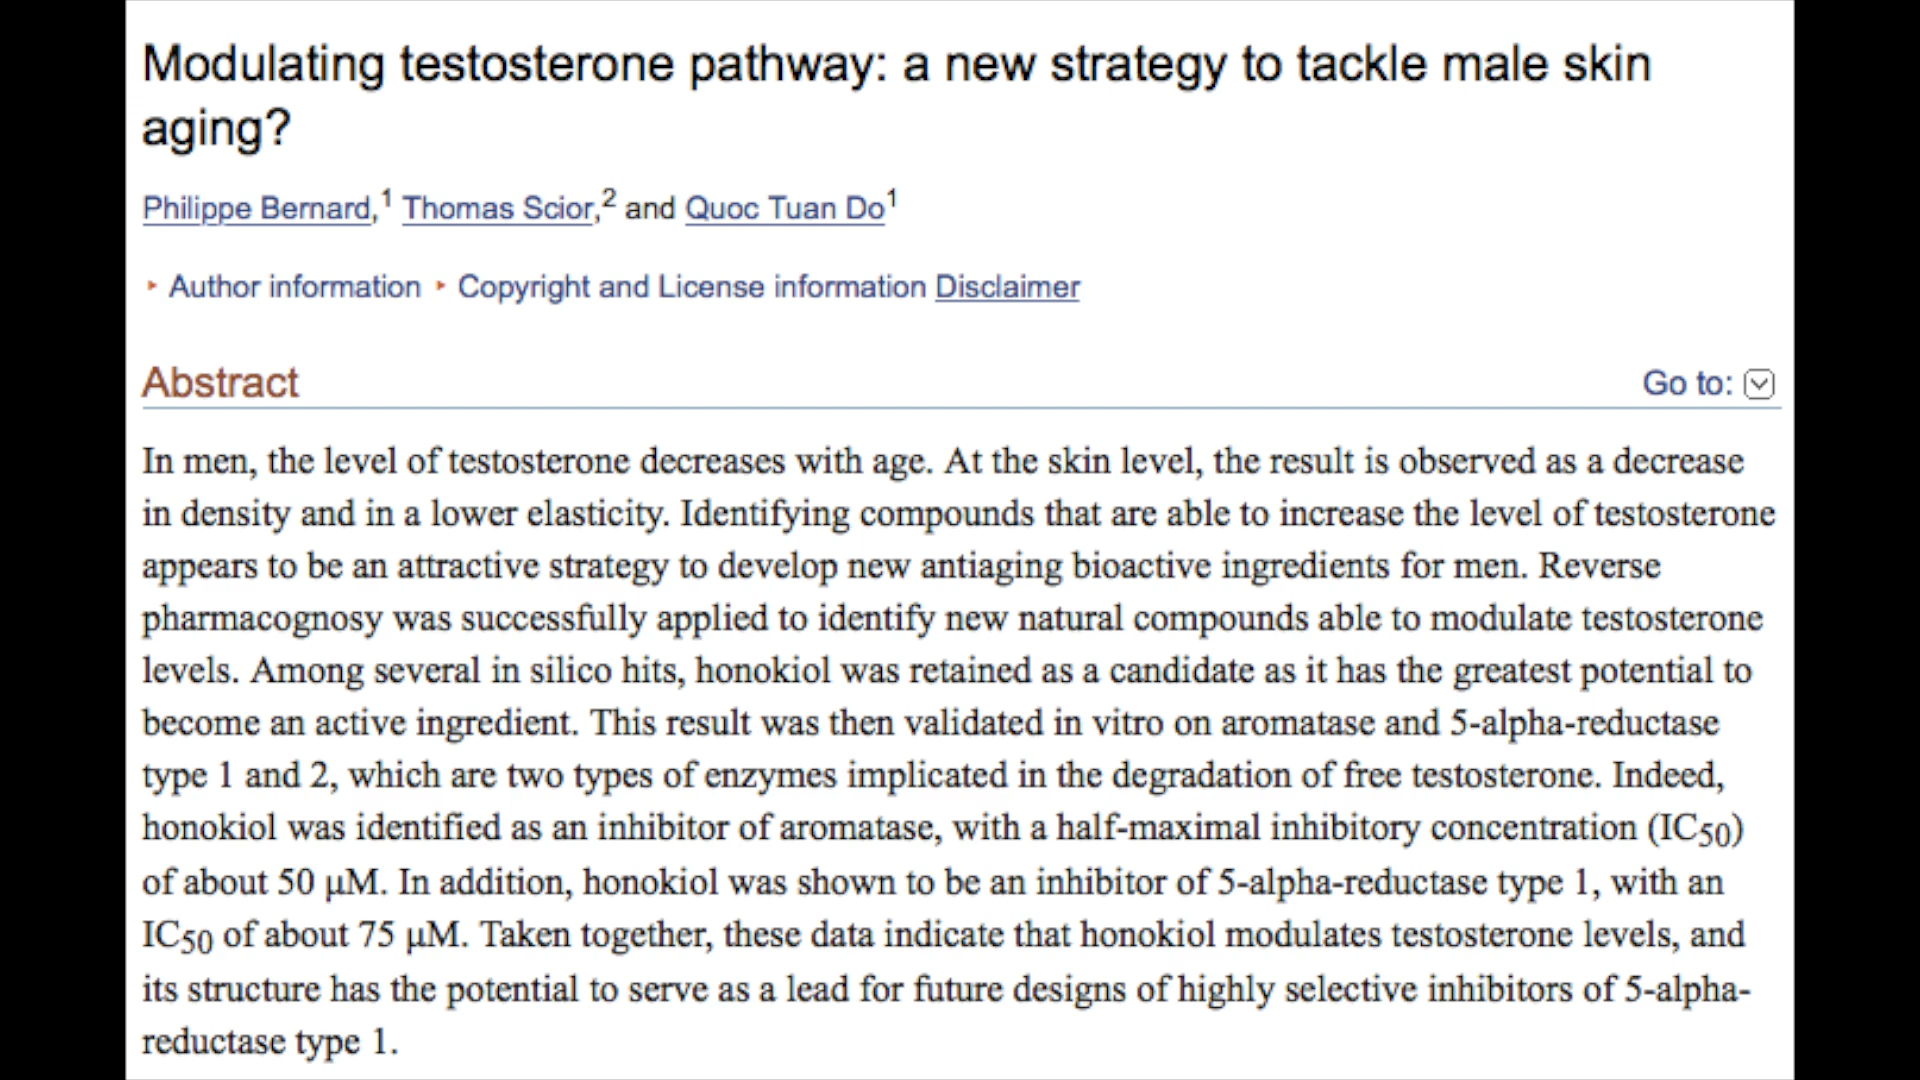 Modulating testosterone pathway: a new strategy to tackle male skin
aging?
Philippe Bernard,1 Thomas Scior,2 and Quoc Tuan Do1
‣ Author information ‣ Copyright and License information Disclaimer
Abstract Go to:
In men, the level of testosterone decreases with age. At the skin level, the result is observed as a decrease
in density and in a lower elasticity. Identifying compounds that are able to increase the level of testosterone
appears to be an attractive strategy to develop new antiaging bioactive ingredients for men. Reverse
pharmacognosy was successfully applied to identify new natural compounds able to modulate testosterone
levels. Among several in silico hits, honokiol was retained as a candidate as it has the greatest potential to
become an active ingredient. This result was then validated in vitro on aromatase and 5-alpha-reductase
type 1 and 2, which are two types of enzymes implicated in the degradation of free testosterone. Indeed,
honokiol was identified as an inhibitor of aromatase, with a half-maximal inhibitory concentration (IC50)
of about 50 μM. In addition, honokiol was shown to be an inhibitor of 5-alpha-reductase type 1, with an
IC50 of about 75 μM. Taken together, these data indicate that honokiol modulates testosterone levels, and
its structure has the potential to serve as a lead for future designs of highly selective inhibitors of 5-alpha-
reductase type 1.